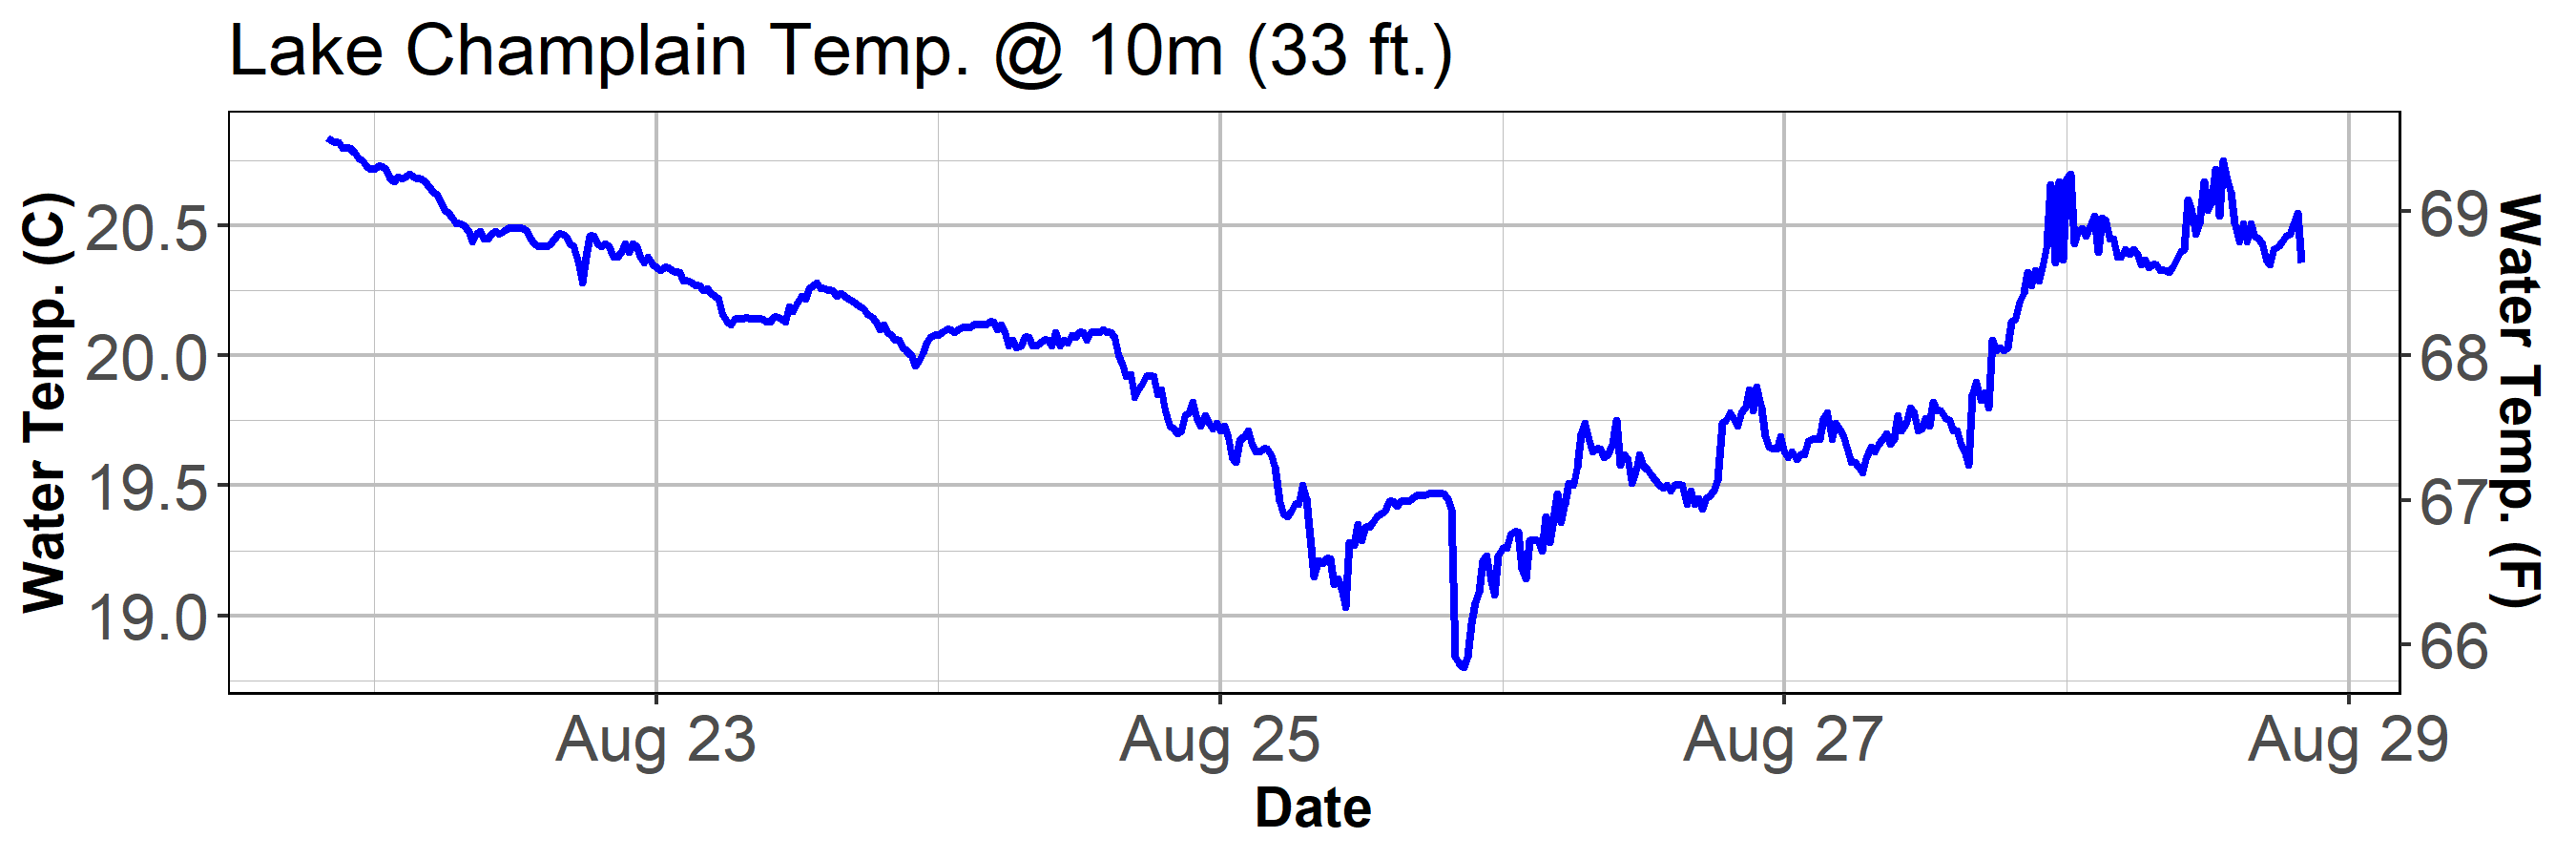 Lake Champlain Temp. @ 10m (33 ft.)
Water Temp. (C)
20.5
20.0
19.5
19.0
69
68
67
66
Water Temp. (F)
Aug 23
Aug 25
Aug 27
Aug 29
Date